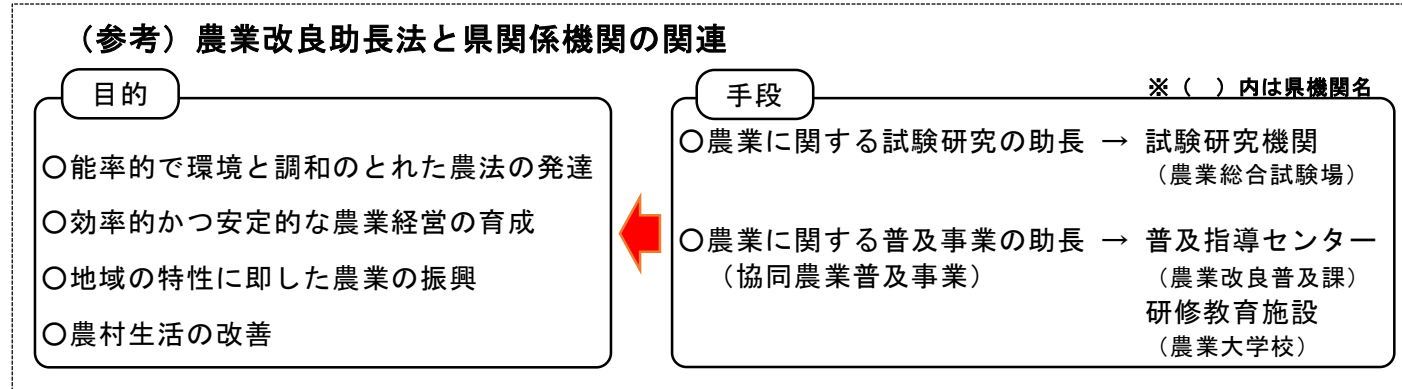 （参考）農業改良助長法と県関係機関の関連
目的
〇能率的で環境と調和のとれた農法の発達
〇効率的かつ安定的な農業経営の育成
〇地域の特性に即した農業の振興
〇農村生活の改善
※（　）内は県機関名
手段
〇農業に関する試験研究の助長 → 試験研究機関
（農業総合試験場）
〇農業に関する普及事業の助長 → 普及指導センター
（協同農業普及事業）　（農業改良普及課）
研修教育施設
（農業大学校）